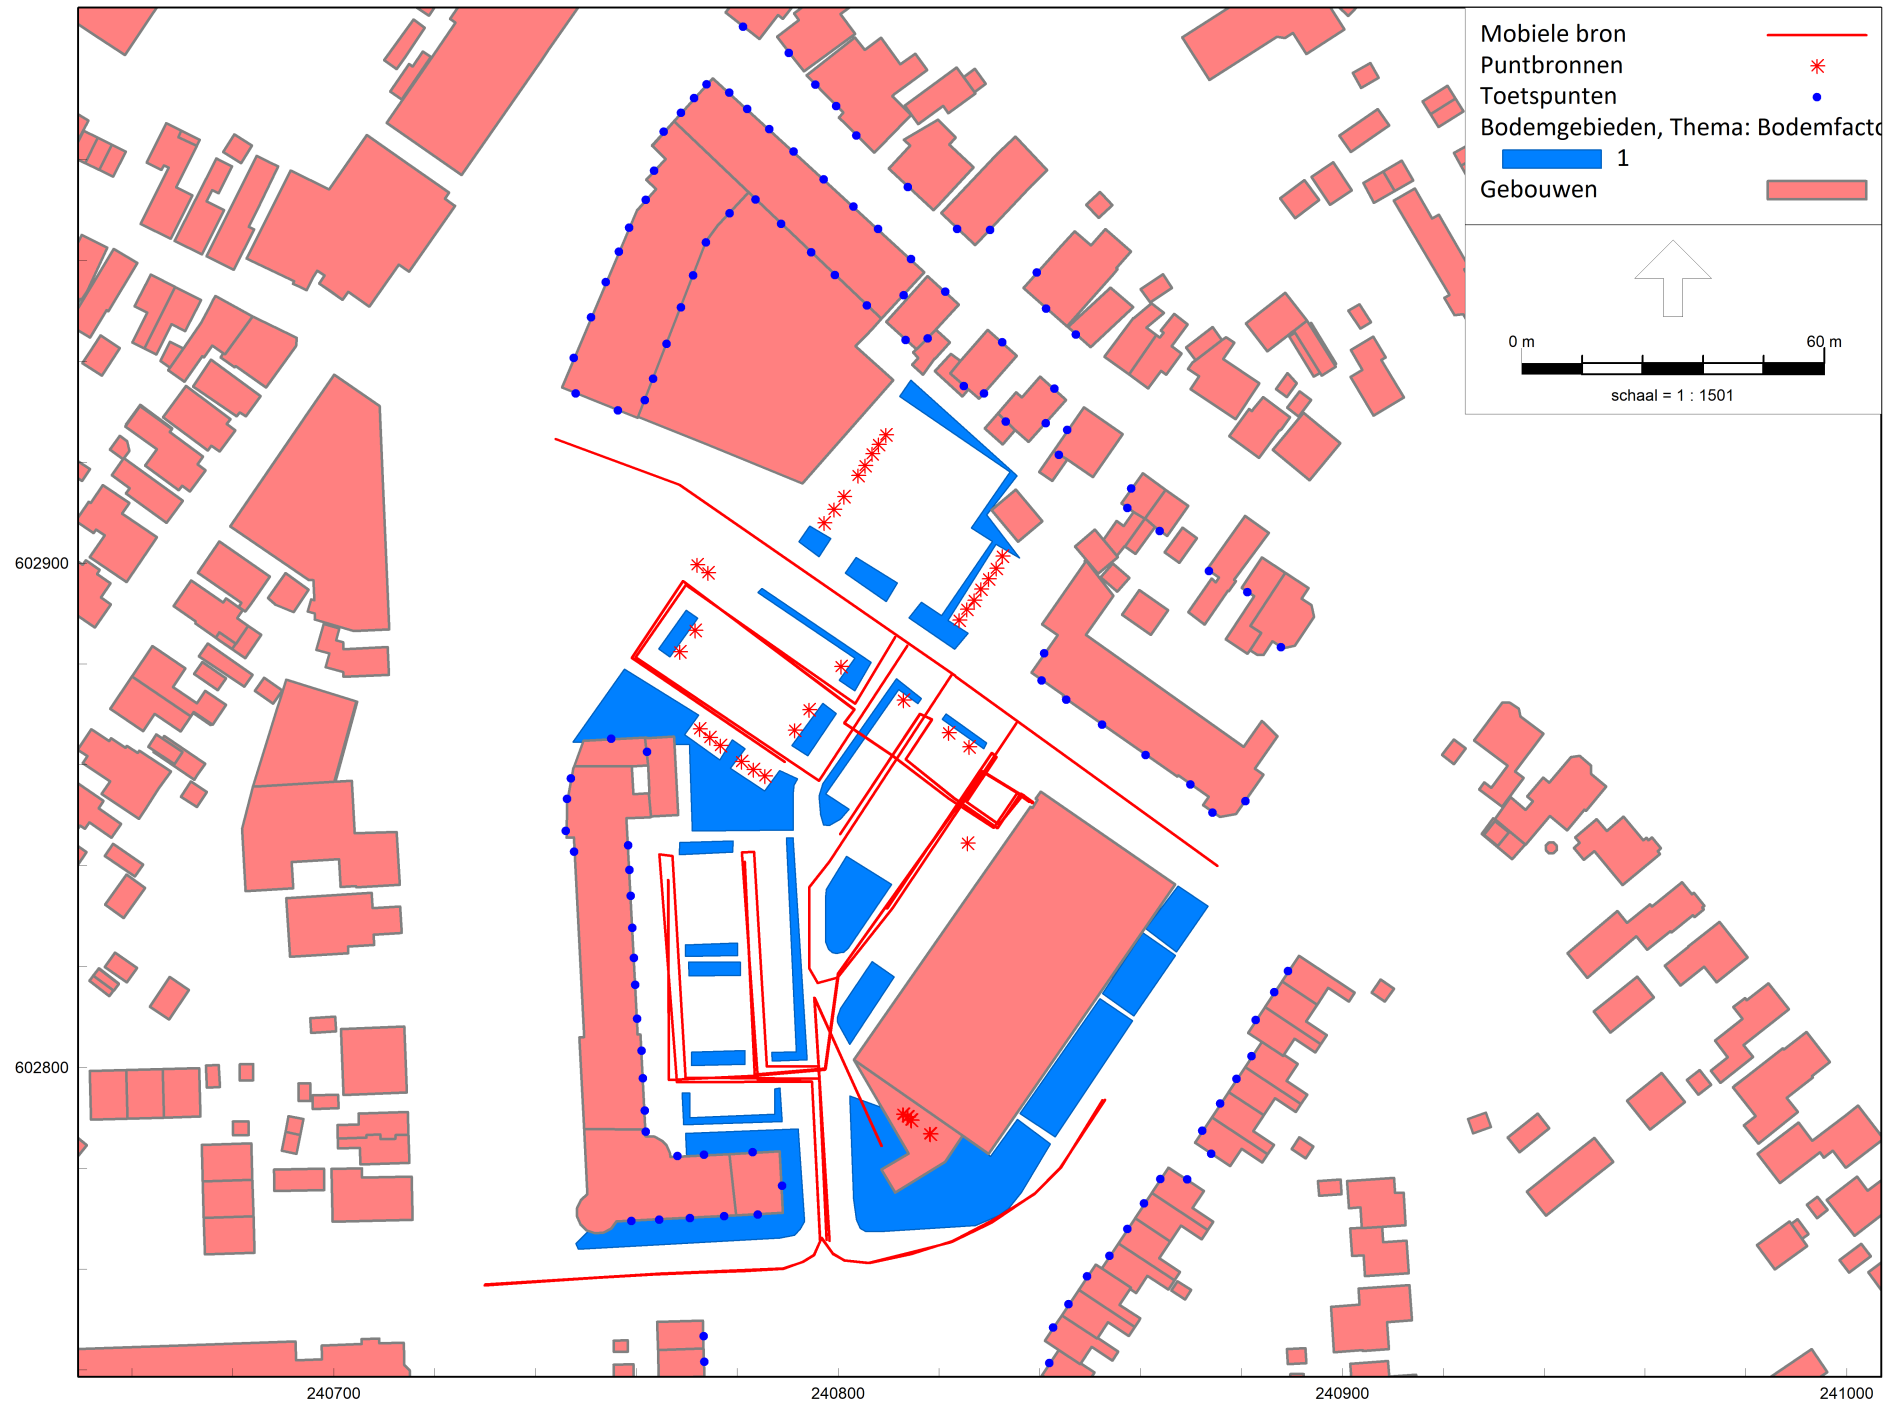 Mobiele bron
Puntbronnen
Toetspunten
Bodemgebieden, Thema: Bodemfacto
1
Gebouwen
0 m 60 m
schaal = 1 : 1501
602900
602800
240700 240800 240900 241000